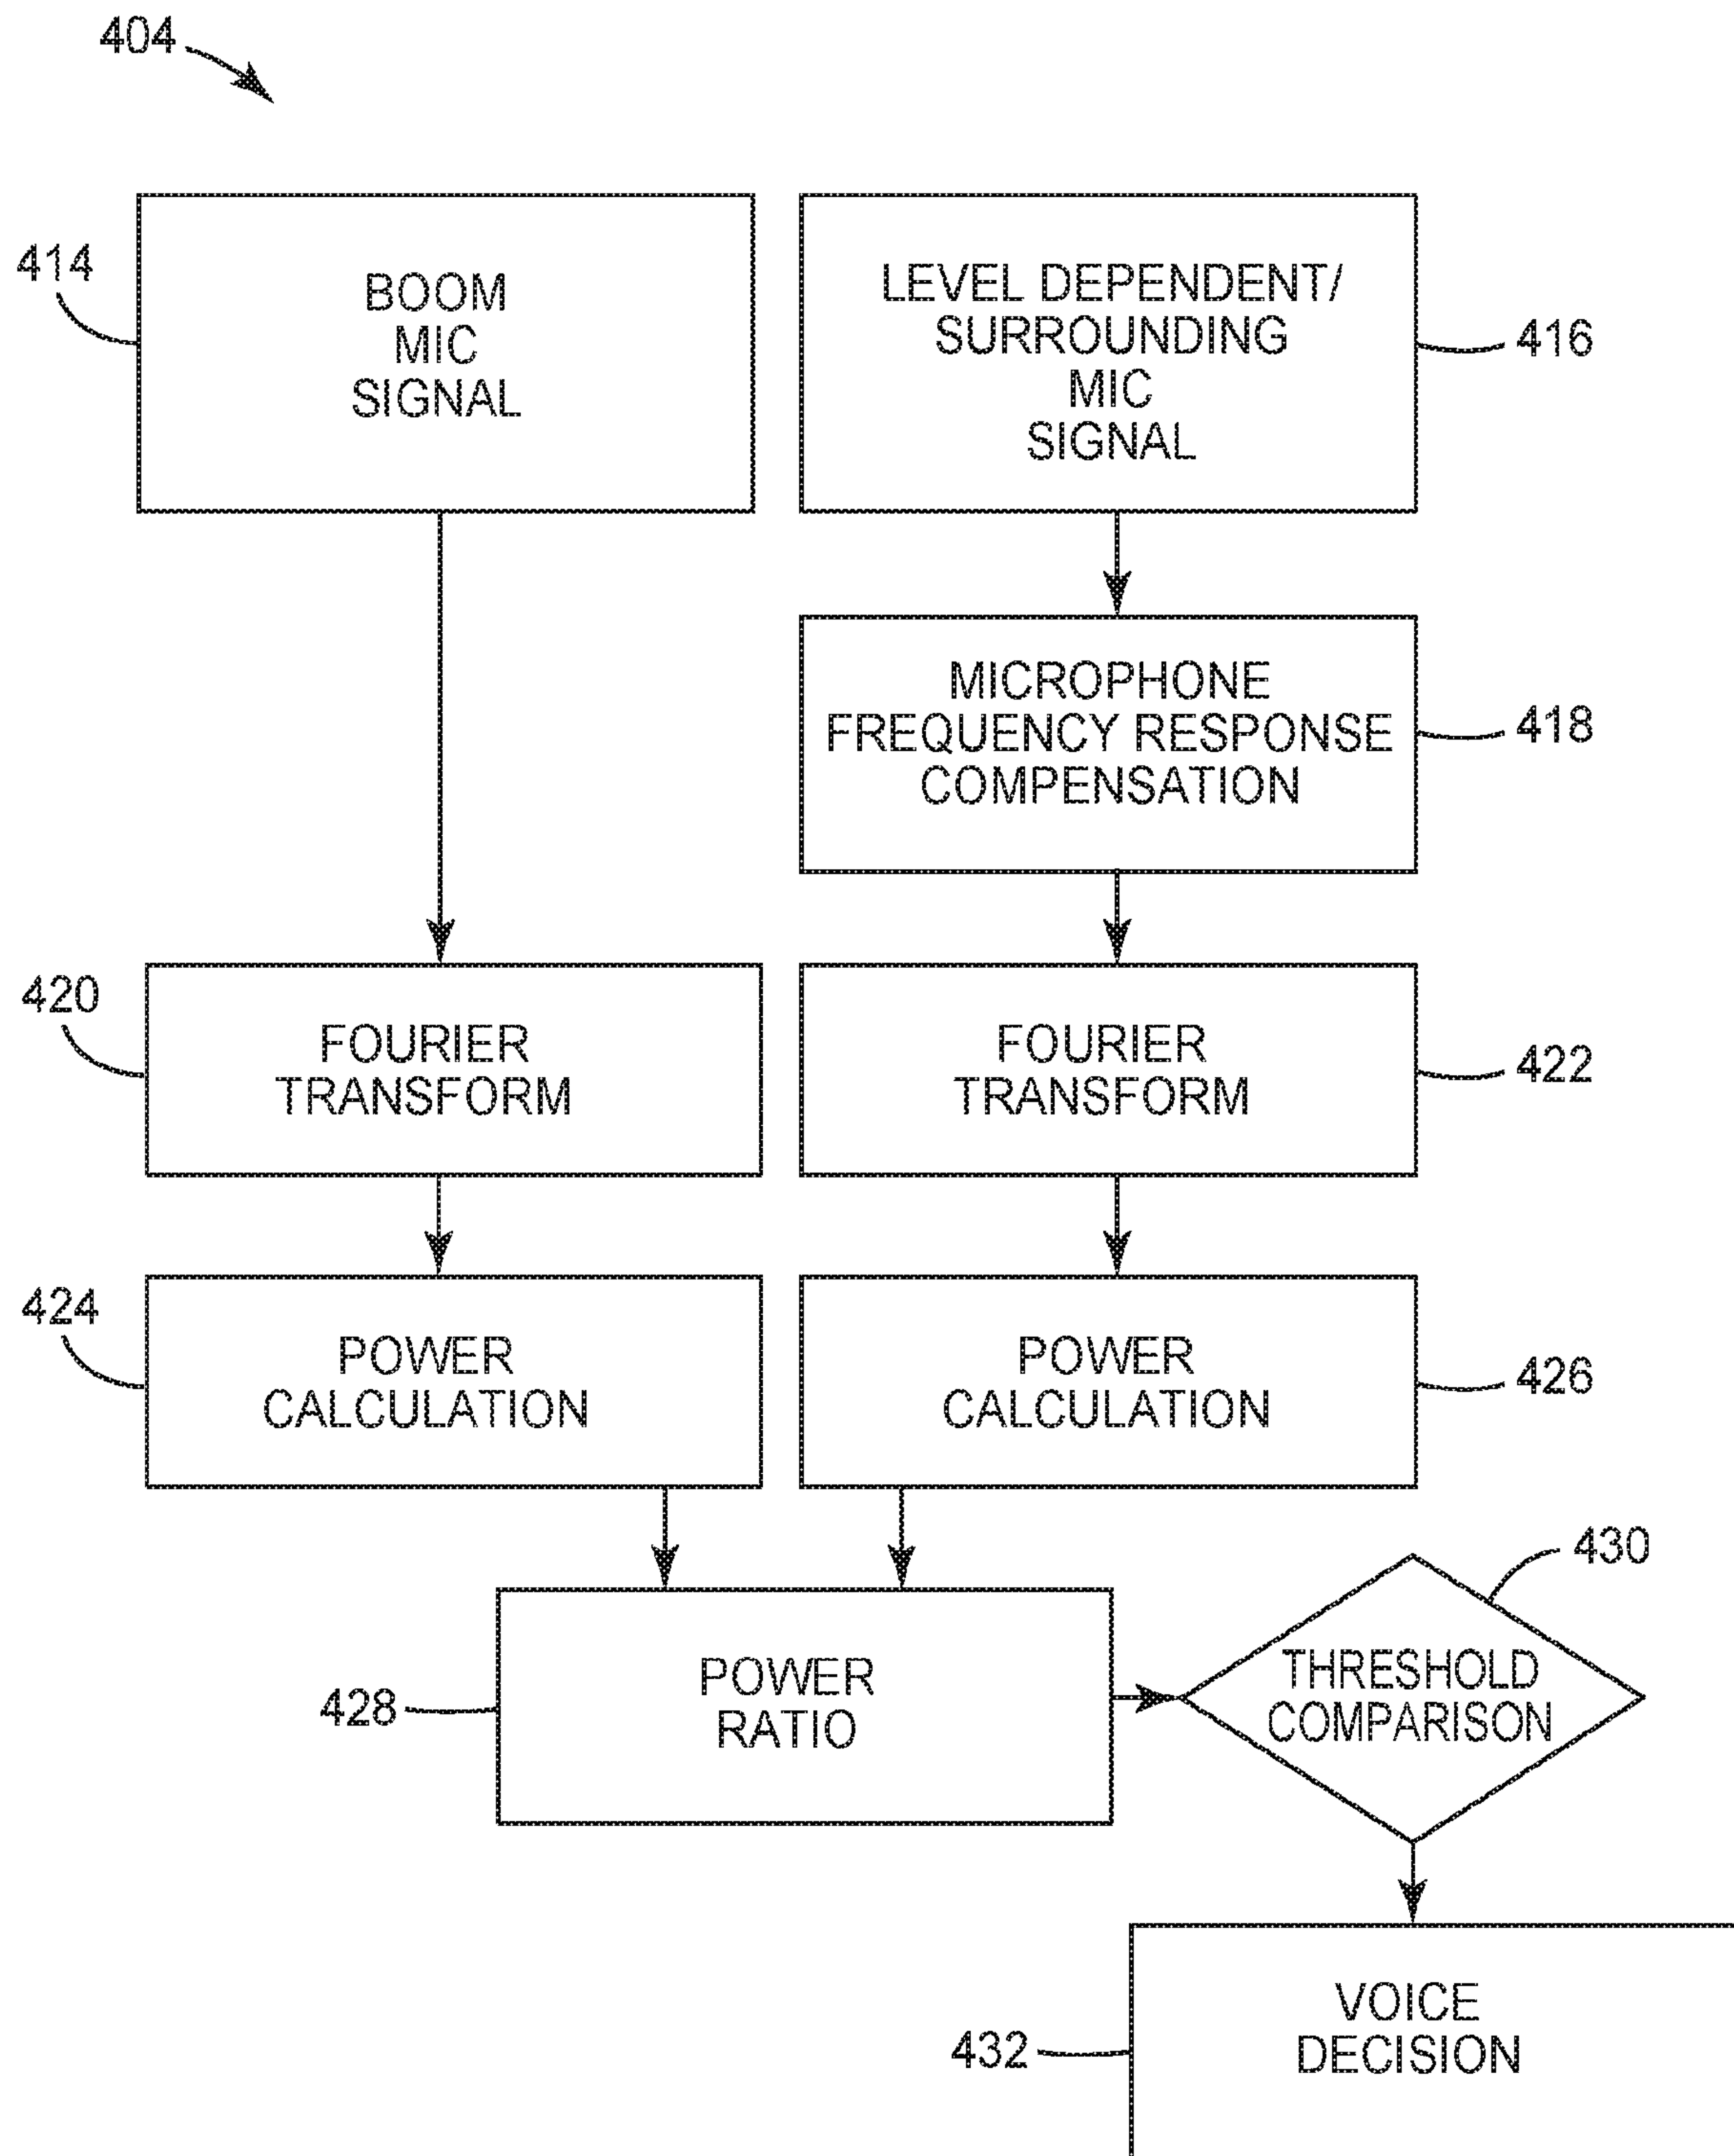 404
414
BOOM
MIC
SIGNAL
LEVEL DEPENDENT/
SURROUNDING
MIC
SIGNAL
416
MICROPHONE
FREQUENCY RESPONSE
COMPENSATION
418
420
FOURIER
TRANSFORM
FOURIER
TRANSFORM
422
424
POWER
CALCULATION
POWER
CALCULATION
426
428
POWER
RATIO
430
THRESHOLD
COMPARISON
432
VOICE
DECISION